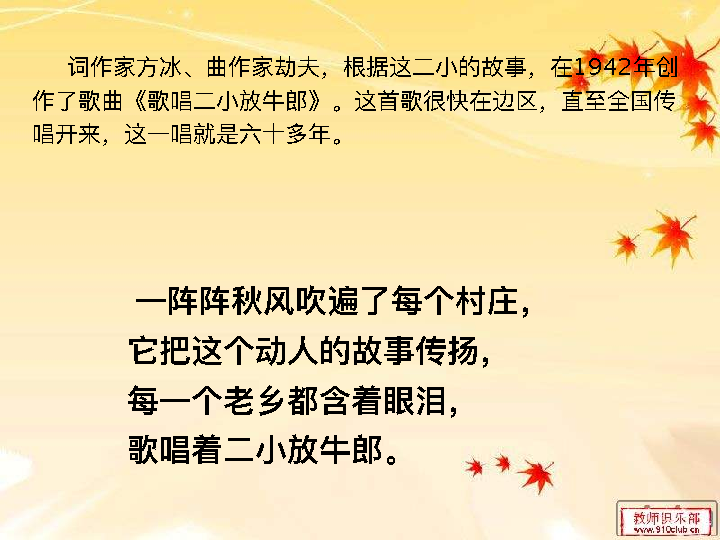 词作家方冰、曲作家劫夫，根据这二小的故事，在1942年创
作了歌曲《歌唱二小放牛郎》。这首歌很快在边区，直至全国传
唱开来，这一唱就是六十多年。
一阵阵秋风吹遍了每个村庄，
它把这个动人的故事传扬，
每一个老乡都含着眼泪，
歌唱着二小放牛郎。
教师俱乐部
www.910club.cn